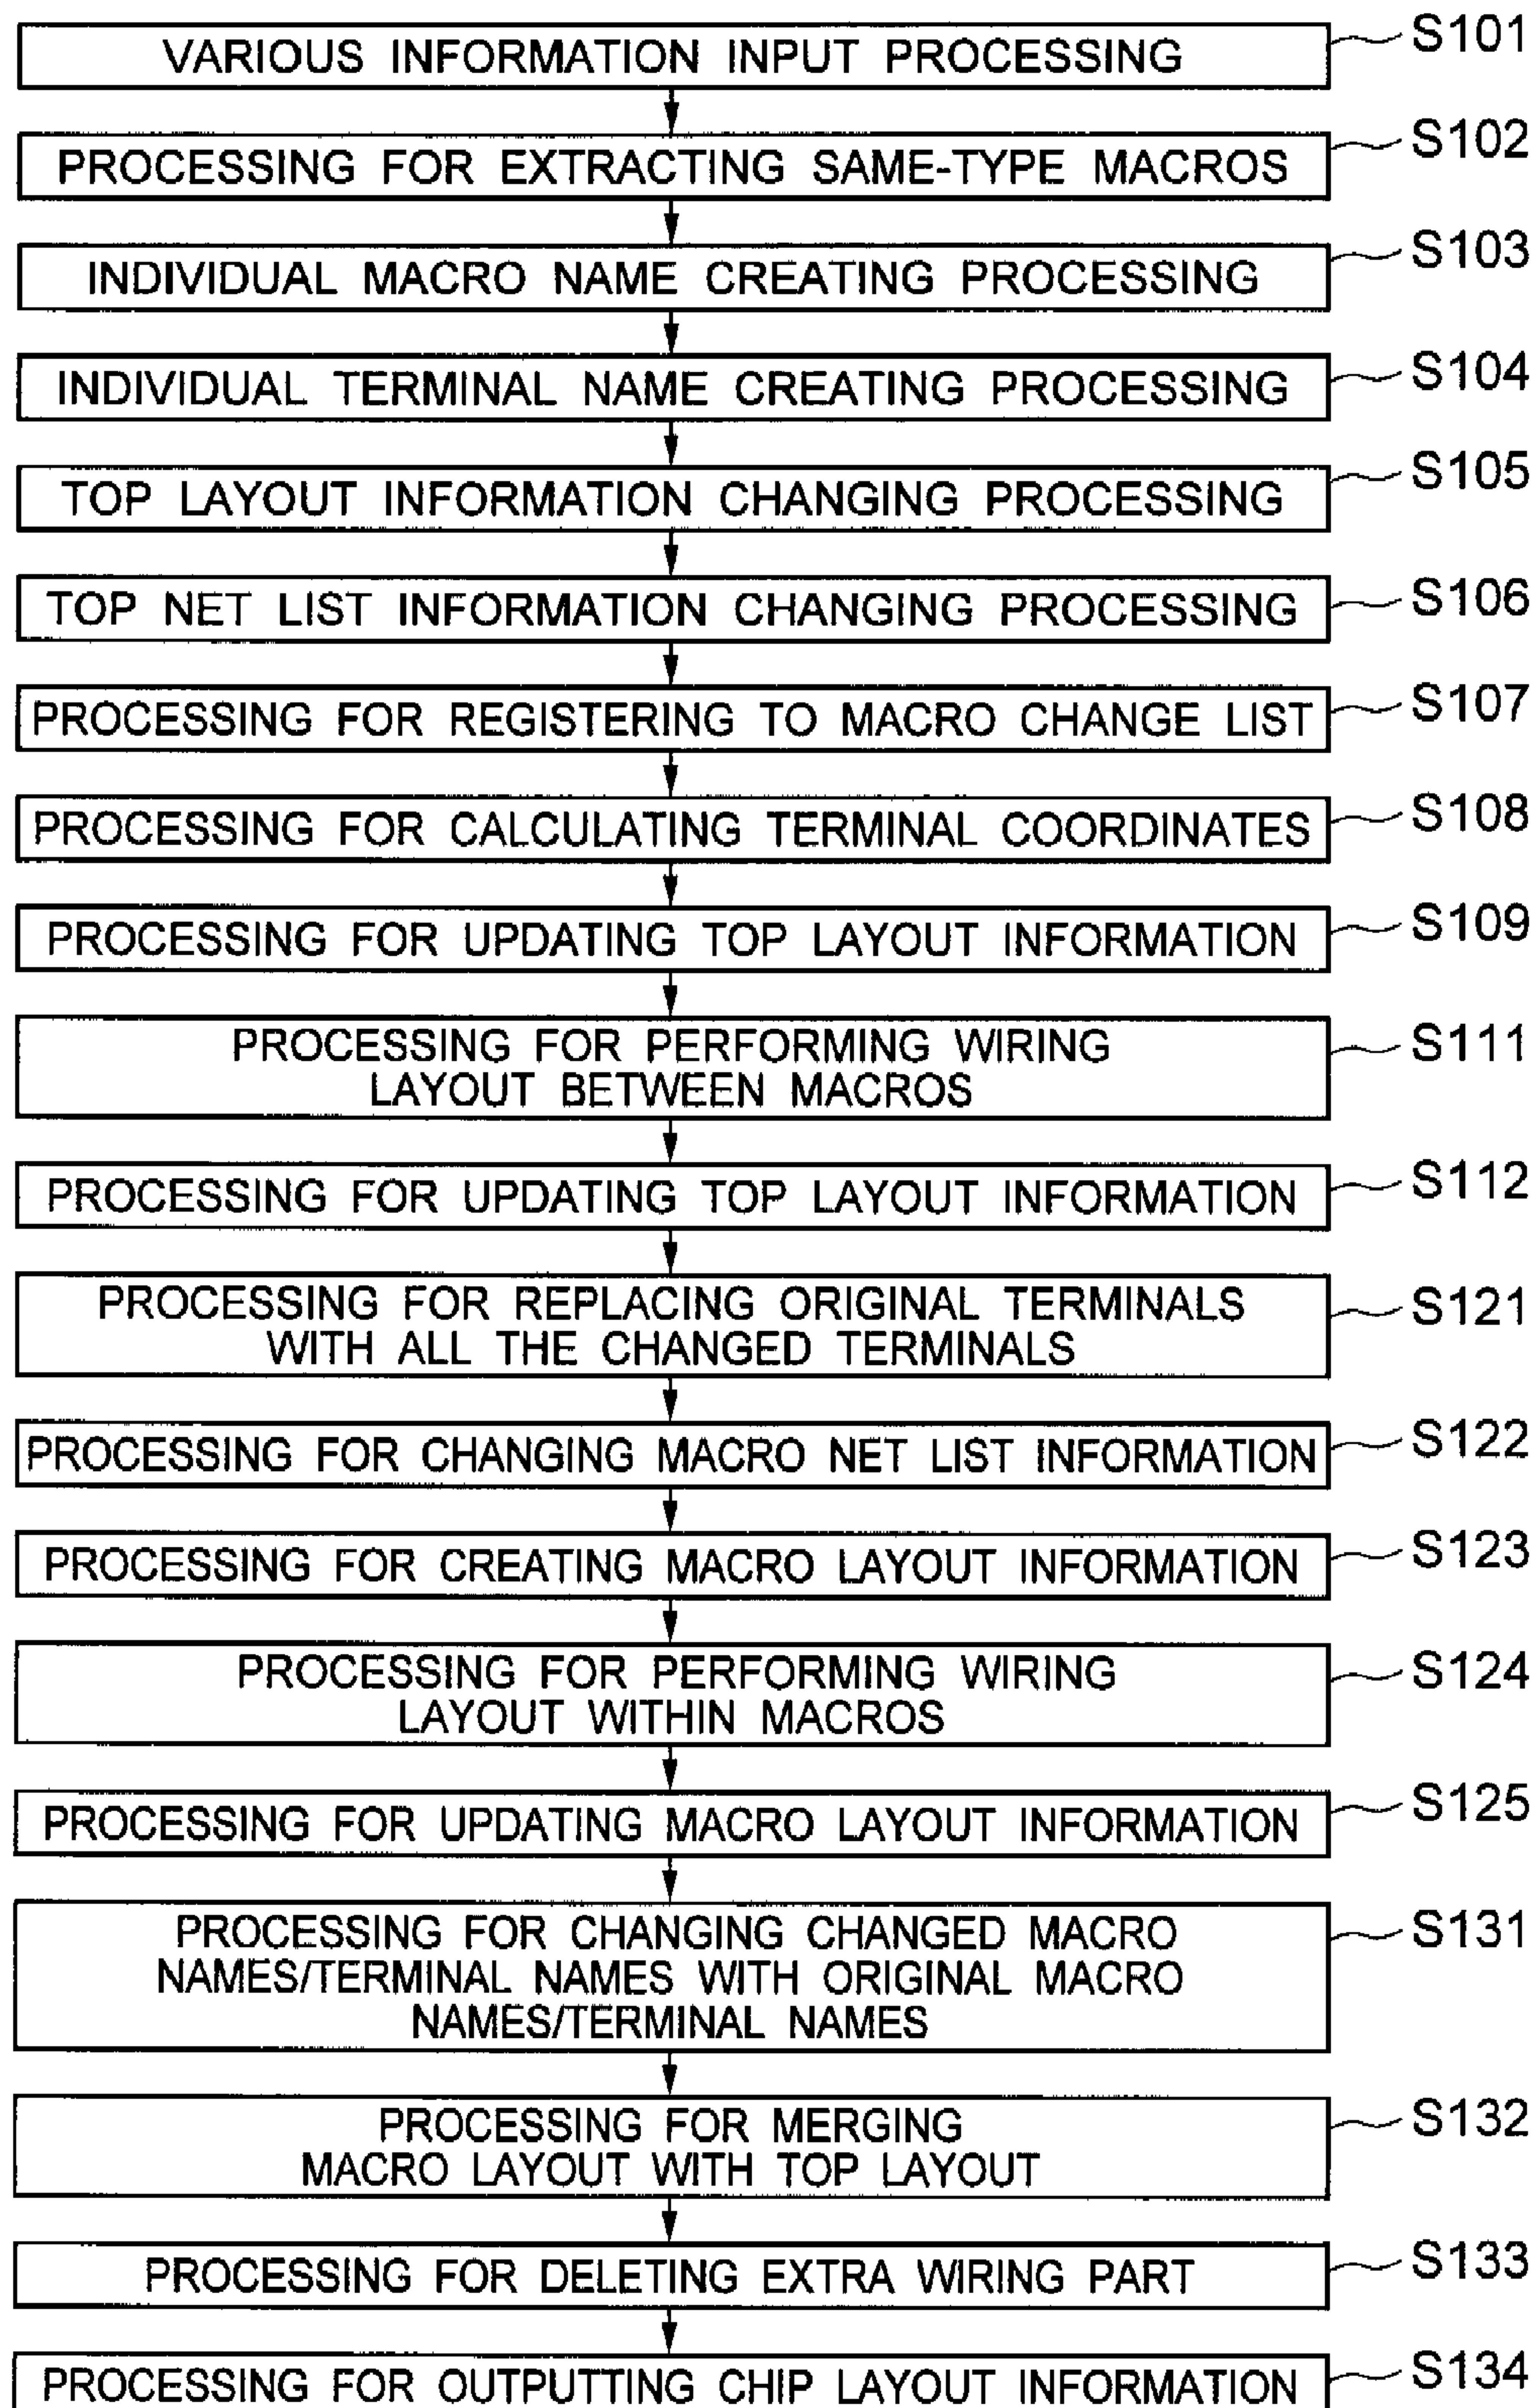 VARIOUS INFORMATION INPUT PROCESSING S101
PROCESSING FOR EXTRACTING SAME-TYPE MACROS S102
INDIVIDUAL MACRO NAME CREATING PROCESSING S103
INDIVIDUAL TERMINAL NAME CREATING PROCESSING S104
TOP LAYOUT INFORMATION CHANGING PROCESSING S105
TOP NET LIST INFORMATION CHANGING PROCESSING S106
PROCESSING FOR REGISTERING TO MACRO CHANGE LIST S107
PROCESSING FOR CALCULATING TERMINAL COORDINATES S108
PROCESSING FOR UPDATING TOP LAYOUT INFORMATION S109
PROCESSING FOR PERFORMING WIRING S111
LAYOUT BETWEEN MACROS
PROCESSING FOR UPDATING TOP LAYOUT INFORMATION S112
PROCESSING FOR REPLACING ORIGINAL TERMINALS S121
WITH ALL THE CHANGED TERMINALS
PROCESSING FOR CHANGING MACRO NET LIST INFORMATION S122
PROCESSING FOR CREATING MACRO LAYOUT INFORMATION S123
PROCESSING FOR PERFORMING WIRING S124
LAYOUT WITHIN MACROS
PROCESSING FOR UPDATING MACRO LAYOUT INFORMATION S125
PROCESSING FOR CHANGING CHANGED MACRO S131
NAMES/TERMINAL NAMES WITH ORIGINAL MACRO
NAMES/TERMINAL NAMES
PROCESSING FOR MERGING S132
MACRO LAYOUT WITH TOP LAYOUT
PROCESSING FOR DELETING EXTRA WIRING PART S133
PROCESSING FOR OUTPUTTING CHIP LAYOUT INFORMATION S134